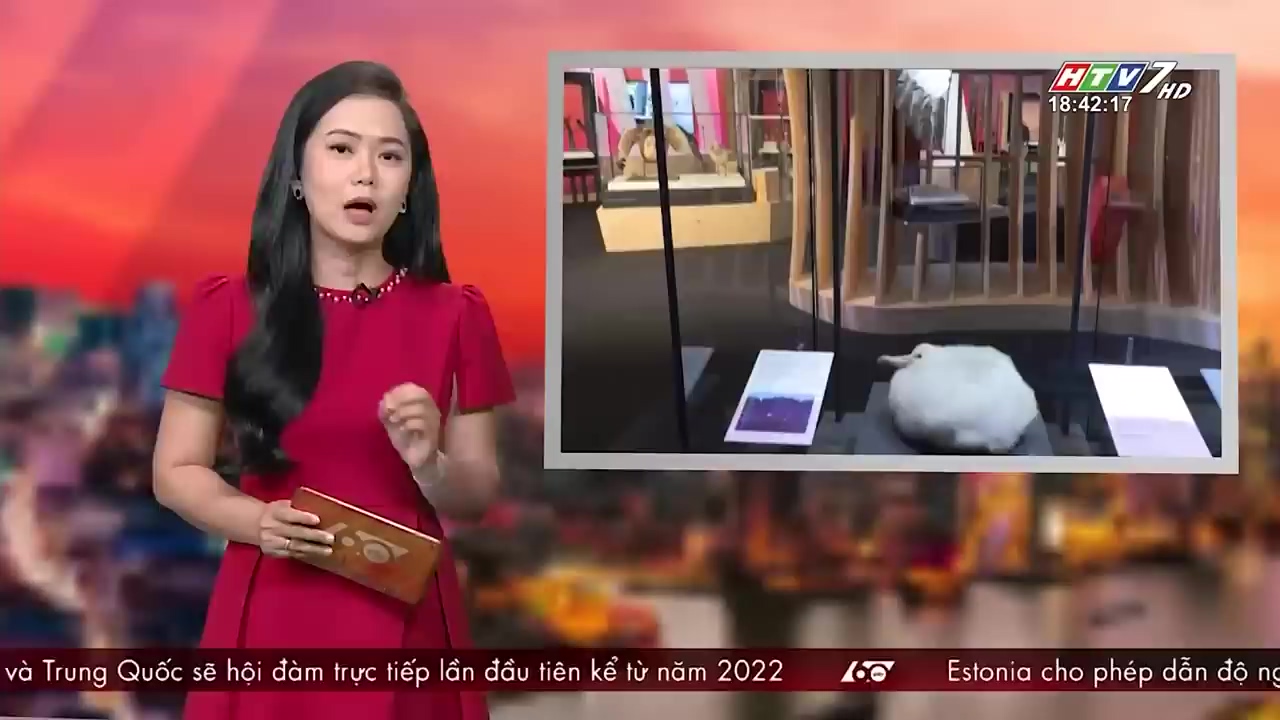 HTV7 HD
18:42:17
và Trung Quốc sẽ hội đàm trực tiếp lần đầu tiên kể từ năm 2022
60
Estonia cho phép dẫn độ